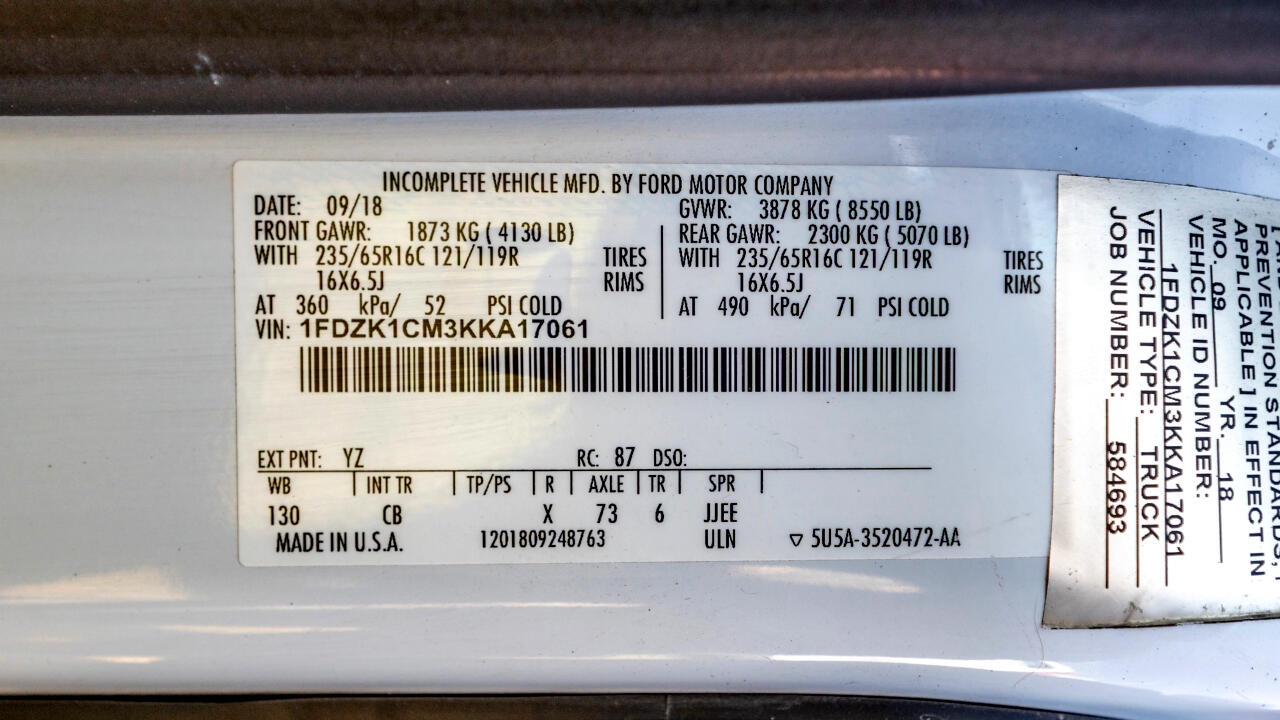 INCOMPLETE VEHICLE MFD. BY FORD MOTOR COMPANY
DATE: 09/18 GVWR: 3878 KG ( 8550 LB)
FRONT GAWR: 1873 KG ( 4130 LB) REAR GAWR: 2300 KG ( 5070 LB)
WITH 235/65R16C 121/119R TIRES WITH 235/65R16C 121/119R TIRES
16X6.5J RIMS 16X6.5J RIMS
AT 360 kPa/ 52 PSI COLD AT 490 kPa/ 71 PSI COLD
VIN: 1FDZK1CM3KKA17061
EXT PNT: YZ RC: 87 DSO:
WB INT TR TP/PS R AXLE TR SPR
130 CB X 73 6 JJEE
MADE IN U.S.A. 1201809248763 ULN ▽ 5U5A-3520472-AA
PREVENTION STANDARDS,
APPLICABLE ] IN EFFECT IN
MO. 09 YR. 18
VEHICLE ID NUMBER:
1FDZK1CM3KKA17061
VEHICLE TYPE: TRUCK
JOB NUMBER: 584693